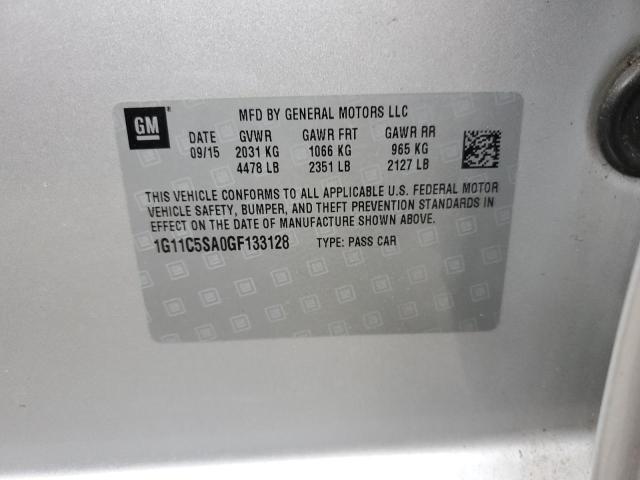 GM
MFD BY GENERAL MOTORS LLC
DATE GVWR GAWR FRT GAWR RR
09/15 2031 KG 1066 KG 965 KG
4478 LB 2351 LB 2127 LB
THIS VEHICLE CONFORMS TO ALL APPLICABLE U.S. FEDERAL MOTOR
VEHICLE SAFETY, BUMPER, AND THEFT PREVENTION STANDARDS IN
EFFECT ON THE DATE OF MANUFACTURE SHOWN ABOVE.
1G11C5SA0GF133128 TYPE: PASS CAR